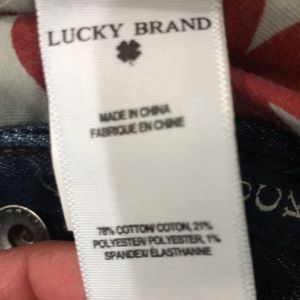 LUCKY BRAND
MADE IN CHINA
FABRIQUE EN CHINE
78% COTTON/ COTON, 21%
POLYESTER/ POLYESTER, 1%
SPANDEX/ ÉLASTHANNE